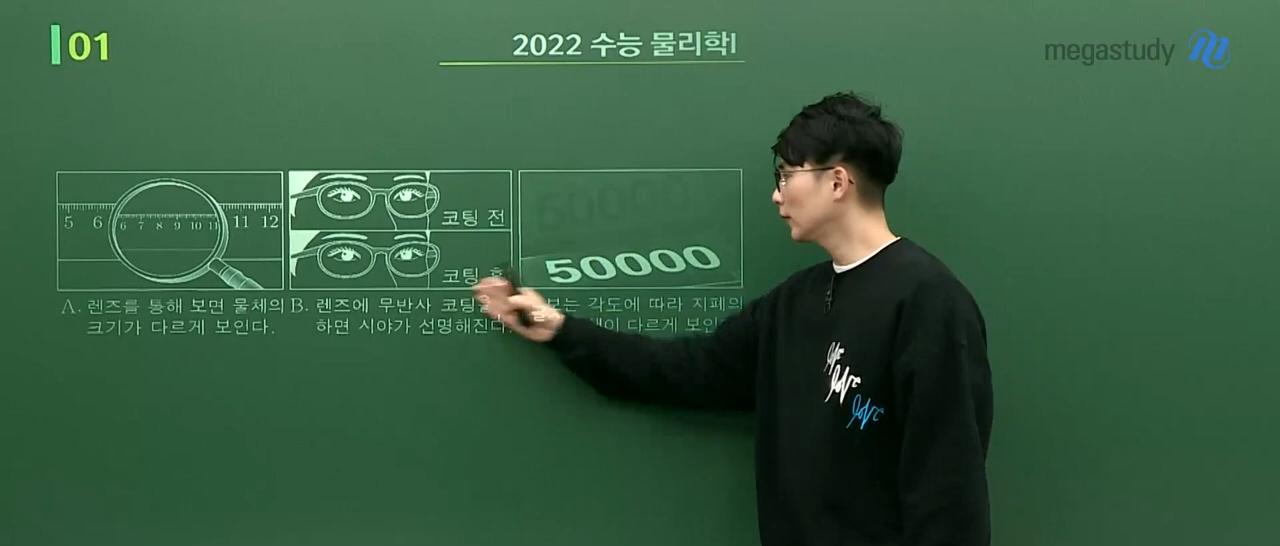 01
2022 수능 물리학I
megastudy
5 6 6 7 8 9 10 11 11 12
코팅 전
코팅
50000
50000
A. 렌즈를 통해 보면 물체의
크기가 다르게 보인다.
B. 렌즈에 무반사 코팅을
하면 시야가 선명해진다.
보는 각도에 따라 지폐의
다르게
love
love
love